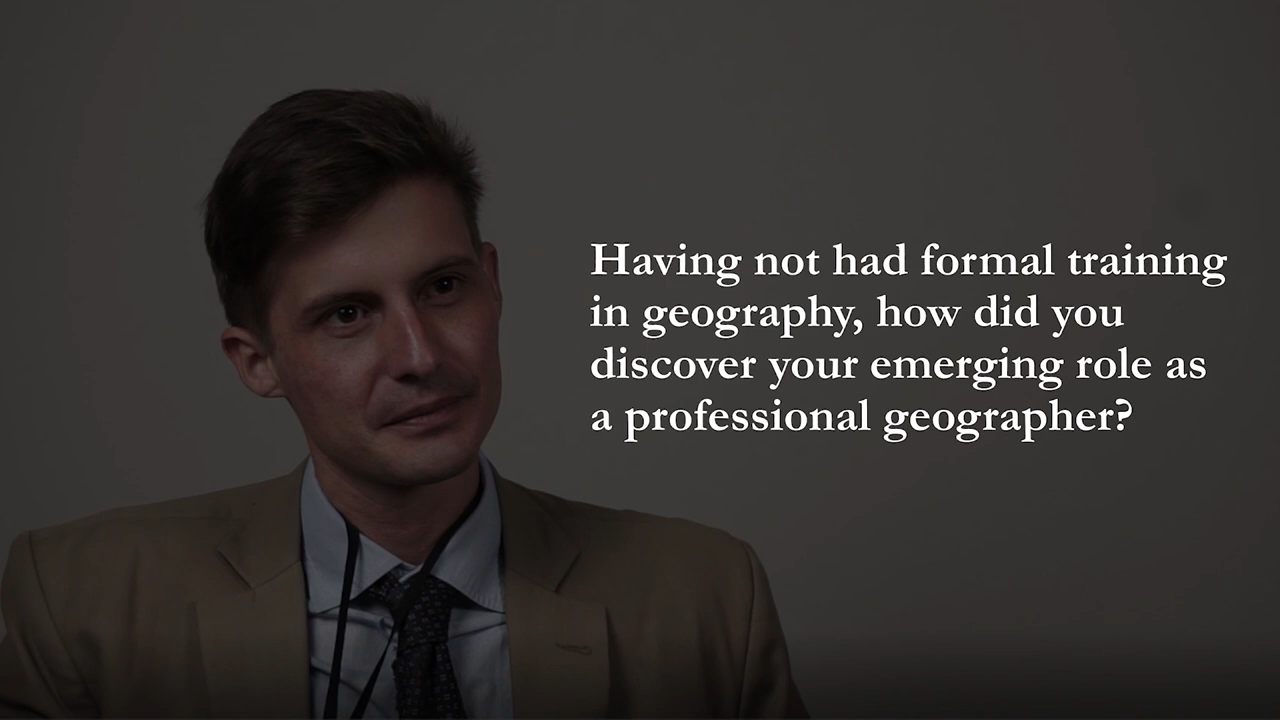 Having not had formal training
in geography, how did you
discover your emerging role as
a professional geographer?